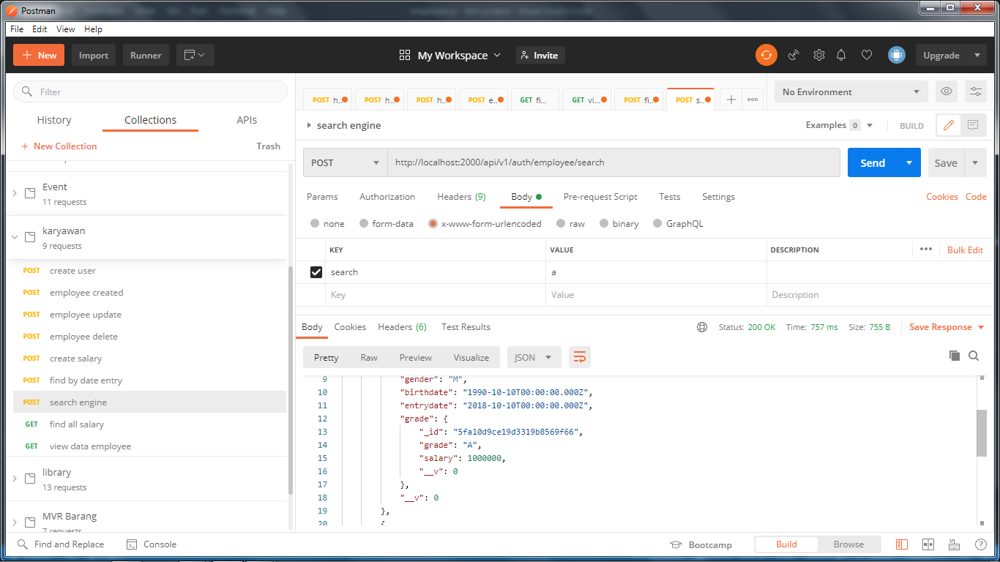 Postman
File Edit View Help
+ New Import Runner My Workspace Invite Upgrade
Filter
History Collections APIs
+ New Collection Trash
Event
11 requests
karyawan
9 requests
POST create user
POST employee created
POST employee update
POST employee delete
POST create salary
POST find by date entry
POST search engine
GET find all salary
GET view data employee
library
13 requests
MVR Barang
7 requests
POST h.. POST h.. POST h.. POST e.. GET fi... GET vi... POST fi... POST s.. + ••• No Environment
search engine Examples 0 BUILD
POST http://localhost:2000/api/v1/auth/employee/search Send Save
Params Authorization Headers (9) Body Pre-request Script Tests Settings Cookies Code
none form-data x-www-form-urlencoded raw binary GraphQL
KEY VALUE DESCRIPTION ••• Bulk Edit
search a
Key Value Description
Body Cookies Headers (6) Test Results Status: 200 OK Time: 757 ms Size: 755 B Save Response
Pretty Raw Preview Visualize JSON
9 "gender": "M",
10 "birthdate": "1990-10-10T00:00:00.000Z",
11 "entrydate": "2018-10-10T00:00:00.000Z",
12 "grade": {
13 "_id": "5fa10d9ce19d3319b8569f66",
14 "grade": "A",
15 "salary": 1000000,
16 "__v": 0
17 },
18 "__v": 0
19 },
20 {
Find and Replace Console Bootcamp Build Browse